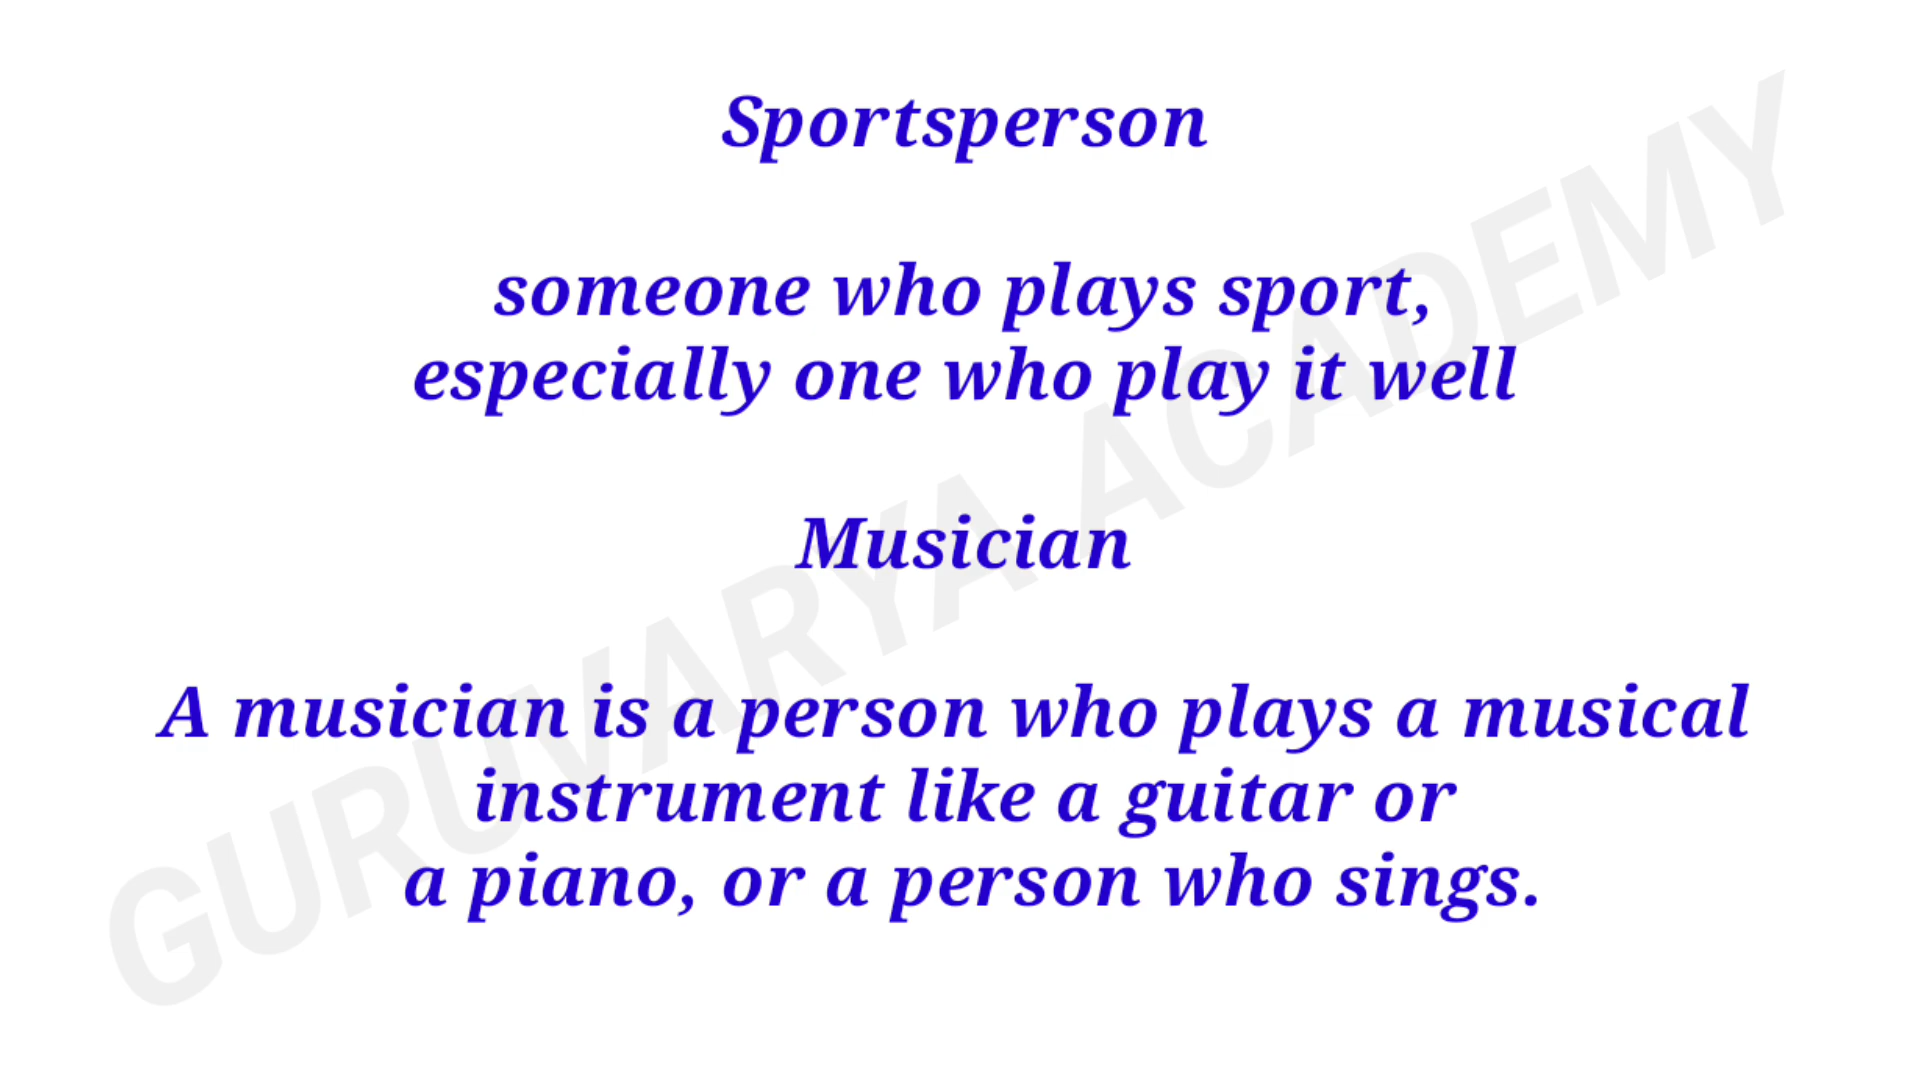 Sportsperson
someone who plays sport,
especially one who play it well
Musician
A musician is a person who plays a musical
instrument like a guitar or
a piano, or a person who sings.
GURUVARYA ACADEMY